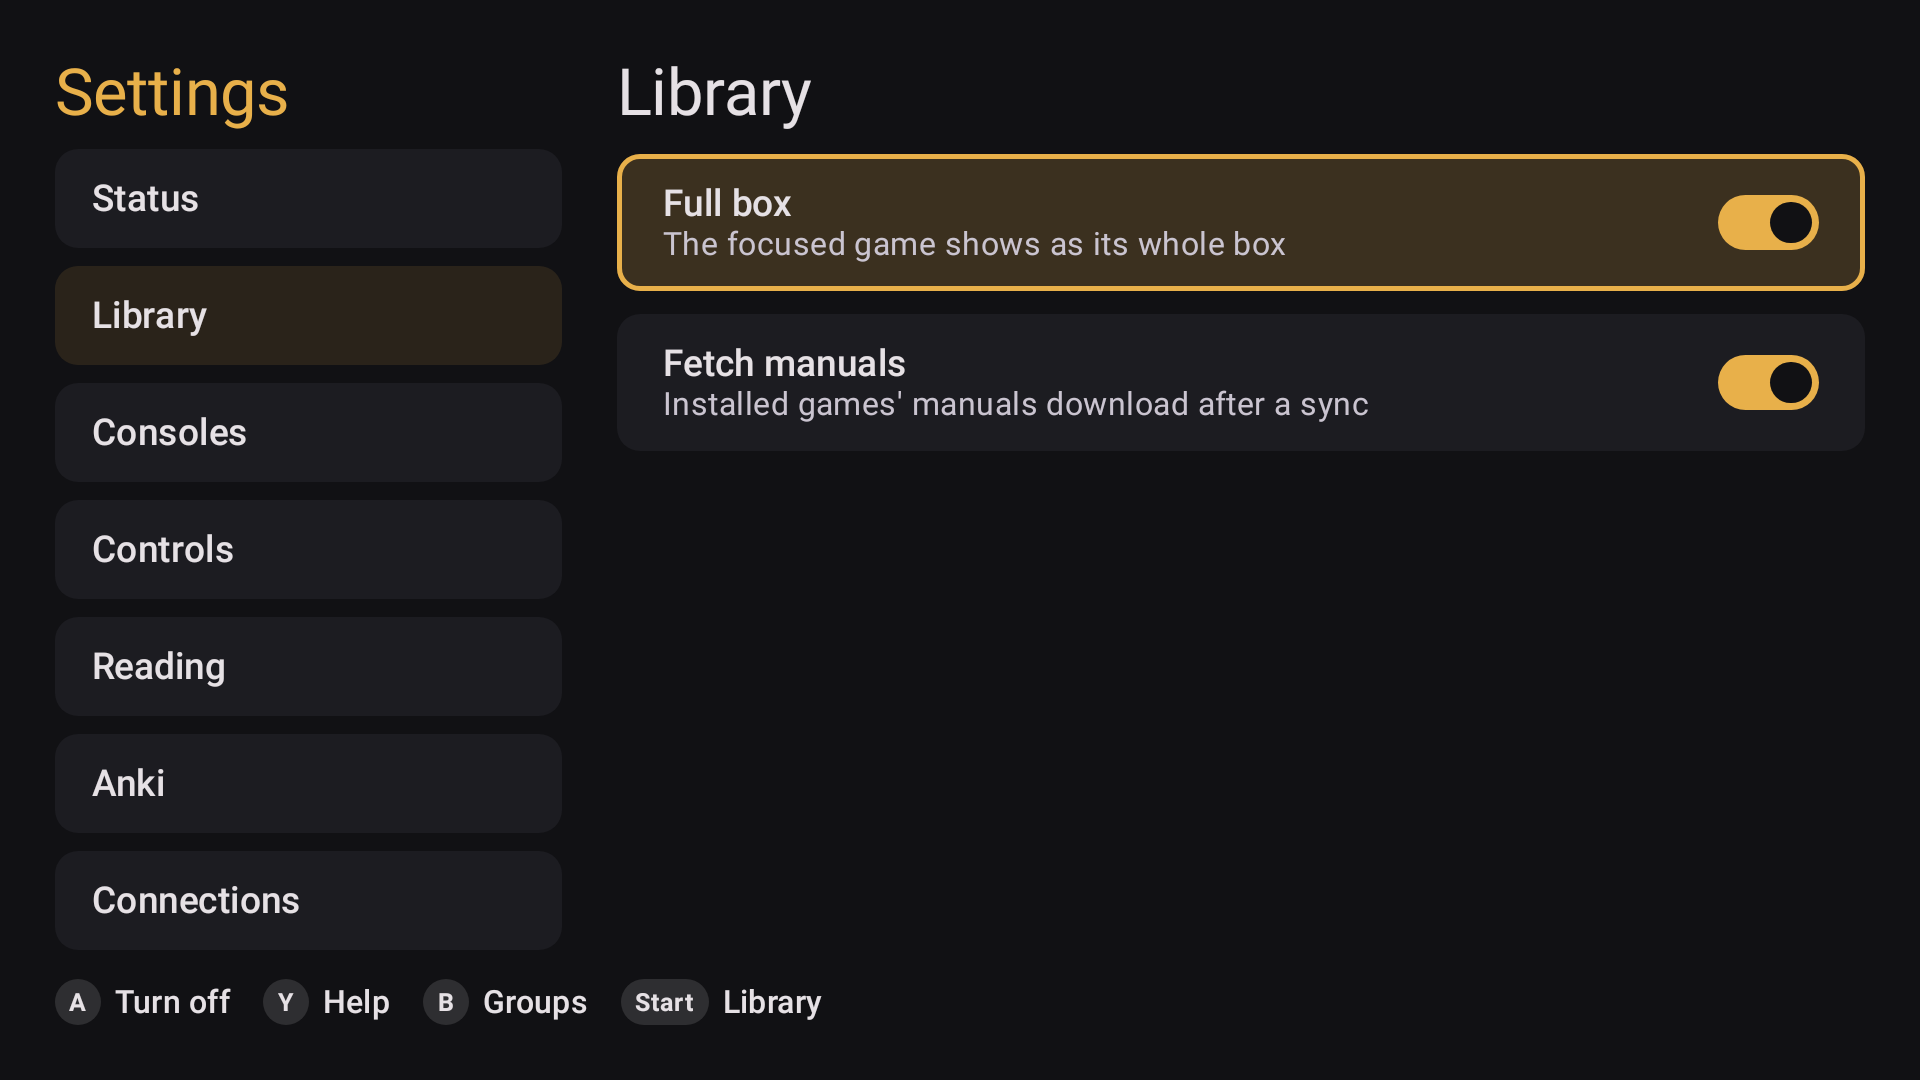 Settings
Status
Library
Consoles
Controls
Reading
Anki
Connections
Library
Full box
The focused game shows as its whole box
Fetch manuals
Installed games' manuals download after a sync
A Turn off Y Help B Groups Start Library